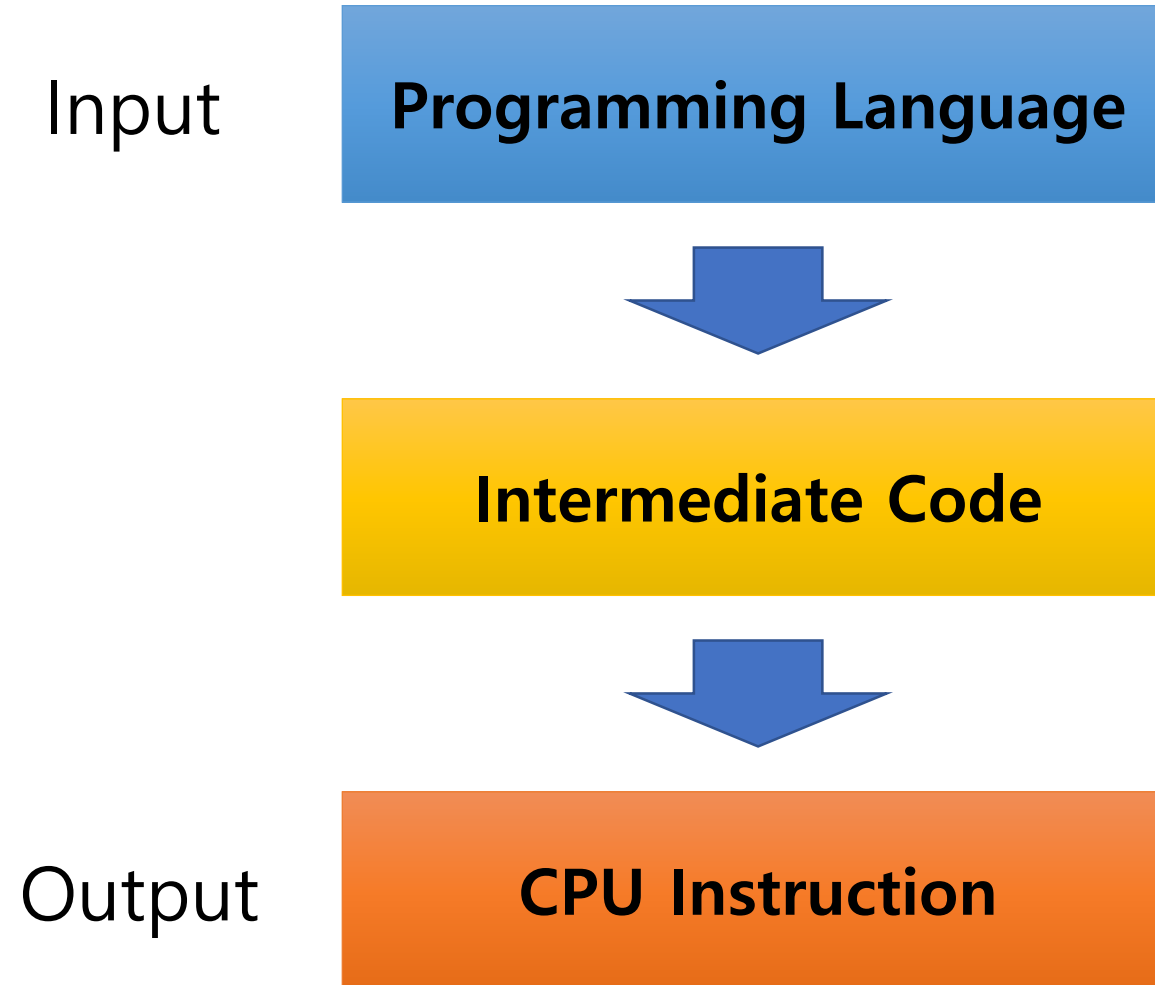 Input
Programming Language
Intermediate Code
Output
CPU Instruction